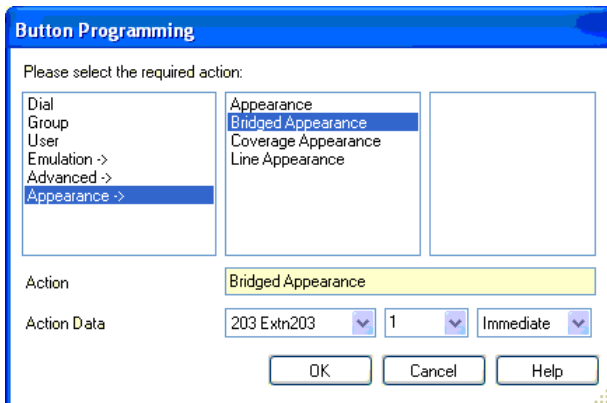 Button Programming
Please select the required action:
Dial
Group
User
Emulation ->
Advanced ->
Appearance ->
Appearance
Bridged Appearance
Coverage Appearance
Line Appearance
Action
Bridged Appearance
Action Data
203 Extn203
1
Immediate
OK
Cancel
Help